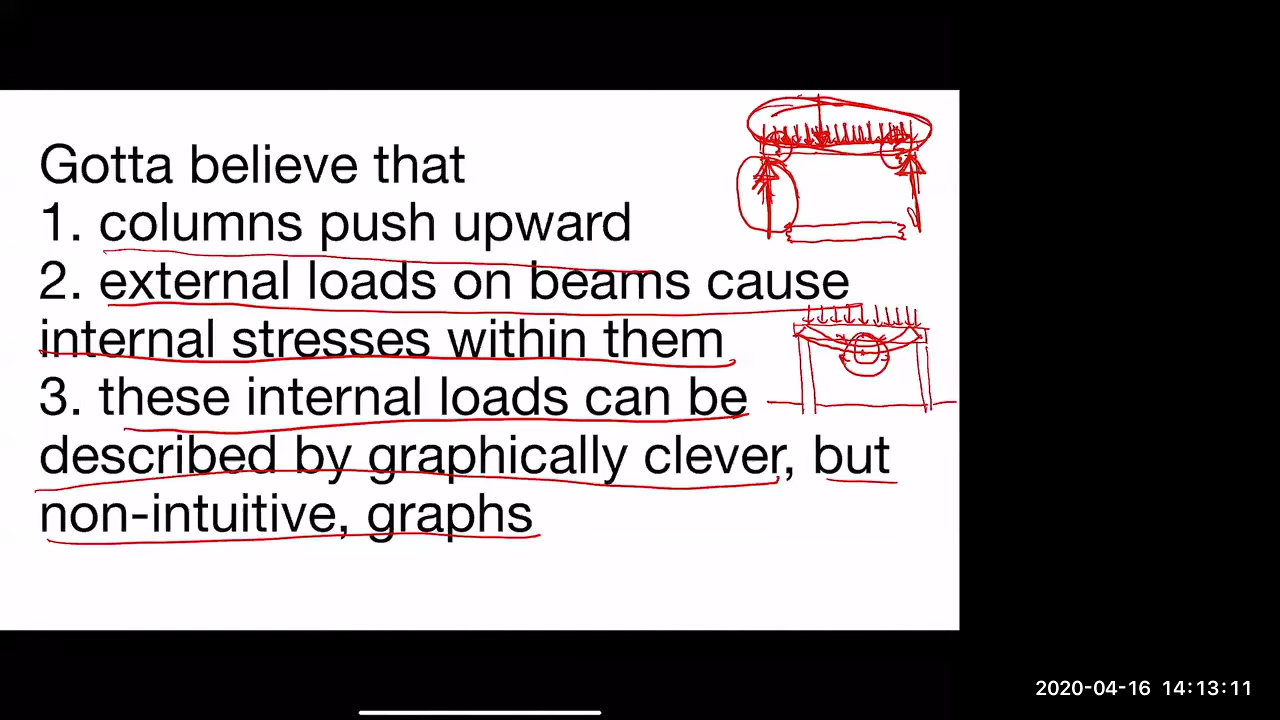 Gotta believe that
1. columns push upward
2. external loads on beams cause
internal stresses within them
3. these internal loads can be
described by graphically clever, but
non-intuitive, graphs
2020-04-16 14:13:11